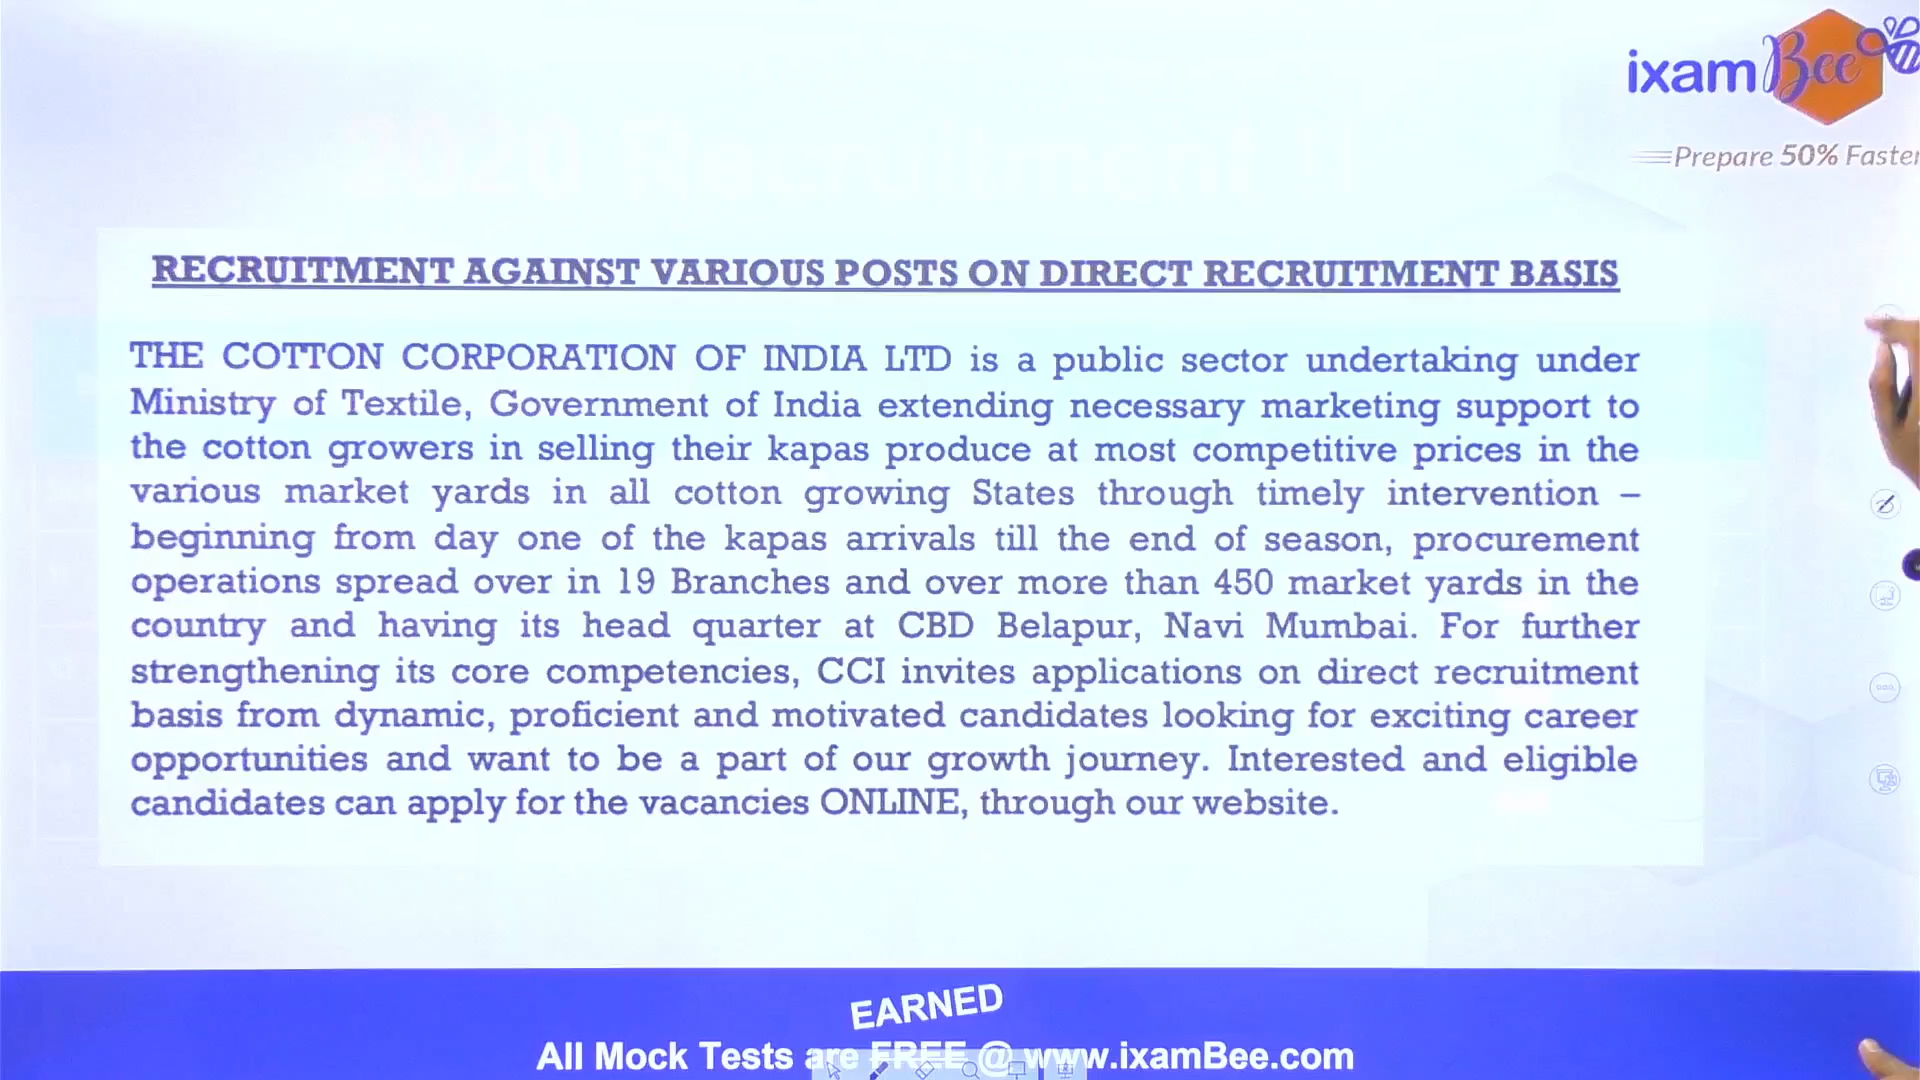 ixamBee
Prepare 50% Faster
RECRUITMENT AGAINST VARIOUS POSTS ON DIRECT RECRUITMENT BASIS
THE COTTON CORPORATION OF INDIA LTD is a public sector undertaking under
Ministry of Textile, Government of India extending necessary marketing support to
the cotton growers in selling their kapas produce at most competitive prices in the
various market yards in all cotton growing States through timely intervention –
beginning from day one of the kapas arrivals till the end of season, procurement
operations spread over in 19 Branches and over more than 450 market yards in the
country and having its head quarter at CBD Belapur, Navi Mumbai. For further
strengthening its core competencies, CCI invites applications on direct recruitment
basis from dynamic, proficient and motivated candidates looking for exciting career
opportunities and want to be a part of our growth journey. Interested and eligible
candidates can apply for the vacancies ONLINE, through our website.
EARNED
All Mock Tests are FREE @ www.ixamBee.com